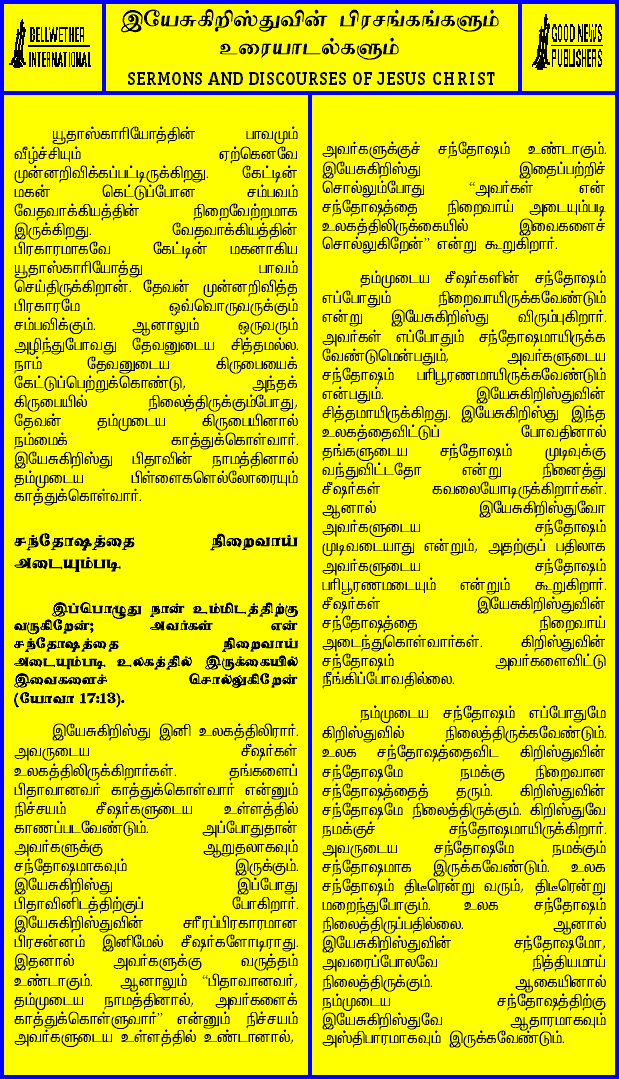 BELLWETHER
INTERNATIONAL
இயேசுகிறிஸ்துவின் பிரசங்கங்களும்
உரையாடல்களும்
SERMONS AND DISCOURSES OF JESUS CHRIST
GOOD NEWS
PUBLISHERS
யூதாஸ்காரியோத்தின் பாவமும்
வீழ்ச்சியும் ஏற்கெனவே
முன்னறிவிக்கப்பட்டிருக்கிறது. கேட்டின்
மகன் கெட்டுப்போன சம்பவம்
வேதவாக்கியத்தின் நிறைவேற்றமாக
இருக்கிறது. வேதவாக்கியத்தின்
பிரகாரமாகவே கேட்டின் மகனாகிய
யூதாஸ்காரியோத்து பாவம்
செய்திருக்கிறான். தேவன் முன்னறிவித்த
பிரகாரமே ஒவ்வொருவருக்கும்
சம்பவிக்கும். ஆனாலும் ஒருவரும்
அழிந்துபோவது தேவனுடைய சித்தமல்ல.
நாம் தேவனுடைய கிருபையைக்
கேட்டுப்பெற்றுக்கொண்டு, அந்தக்
கிருபையில் நிலைத்திருக்கும்போது,
தேவன் தம்முடைய கிருபையினால்
நம்மைக் காத்துக்கொள்வார்.
இயேசுகிறிஸ்து பிதாவின் நாமத்தினால்
தம்முடைய பிள்ளைகளெல்லோரையும்
காத்துக்கொள்வார்.
சந்தோஷத்தை நிறைவாய்
அடையும்படி
இப்பொழுது நான் உம்மிடத்திற்கு
வருகிறேன்; அவர்கள் என்
சந்தோஷத்தை நிறைவாய்
அடையும்படி உலகத்தில் இருக்கையில்
இவைகளைச் சொல்லுகிறேன்
(யோவா 17:13).
இயேசுகிறிஸ்து இனி உலகத்திலிரார்.
அவருடைய சீஷர்கள்
உலகத்திலிருக்கிறார்கள். தங்களைப்
பிதாவானவர் காத்துக்கொள்வார் என்னும்
நிச்சயம் சீஷர்களுடைய உள்ளத்தில்
காணப்படவேண்டும். அப்போதுதான்
அவர்களுக்கு ஆறுதலாகவும்
சந்தோஷமாகவும் இருக்கும்.
இயேசுகிறிஸ்து இப்போது
பிதாவினிடத்திற்குப் போகிறார்.
இயேசுகிறிஸ்துவின் சரீரப்பிரகாரமான
பிரசன்னம் இனிமேல் சீஷர்களோடிராது.
இதனால் அவர்களுக்கு வருத்தம்
உண்டாகும். ஆனாலும் “பிதாவானவர்,
தம்முடைய நாமத்தினால், அவர்களைக்
காத்துக்கொள்ளுவார்” என்னும் நிச்சயம்
அவர்களுடைய உள்ளத்தில் உண்டானால்,
அவர்களுக்குச் சந்தோஷம் உண்டாகும்.
இயேசுகிறிஸ்து இதைப்பற்றிச்
சொல்லும்போது “அவர்கள் என்
சந்தோஷத்தை நிறைவாய் அடையும்படி
உலகத்திலிருக்கையில் இவைகளைச்
சொல்லுகிறேன்” என்று கூறுகிறார்.
தம்முடைய சீஷர்களின் சந்தோஷம்
எப்போதும் நிறைவாயிருக்கவேண்டும்
என்று இயேசுகிறிஸ்து விரும்புகிறார்.
அவர்கள் எப்போதும் சந்தோஷமாயிருக்க
வேண்டுமென்பதும், அவர்களுடைய
சந்தோஷம் பரிபூரணமாயிருக்கவேண்டும்
என்பதும். இயேசுகிறிஸ்துவின்
சித்தமாயிருக்கிறது. இயேசுகிறிஸ்து இந்த
உலகத்தைவிட்டுப் போவதினால்
தங்களுடைய சந்தோஷம் முடிவுக்கு
வந்துவிட்டதோ என்று நினைத்து
சீஷர்கள் கவலையோடிருக்கிறார்கள்.
ஆனால் இயேசுகிறிஸ்துவோ
அவர்களுடைய சந்தோஷம்
முடிவடையாது என்றும், அதற்குப் பதிலாக
அவர்களுடைய சந்தோஷம்
பரிபூரணமடையும் என்றும் கூறுகிறார்.
சீஷர்கள் இயேசுகிறிஸ்துவின்
சந்தோஷத்தை நிறைவாய்
அடைந்துகொள்வார்கள். கிறிஸ்துவின்
சந்தோஷம் அவர்களைவிட்டு
நீங்கிப்போவதில்லை.
நம்முடைய சந்தோஷம் எப்போதுமே
கிறிஸ்துவில் நிலைத்திருக்கவேண்டும்.
உலக சந்தோஷத்தைவிட கிறிஸ்துவின்
சந்தோஷமே நமக்கு நிறைவான
சந்தோஷத்தைத் தரும். கிறிஸ்துவின்
சந்தோஷமே நிலைத்திருக்கும். கிறிஸ்துவே
நமக்குச் சந்தோஷமாயிருக்கிறார்.
அவருடைய சந்தோஷமே நமக்கும்
சந்தோஷமாக இருக்கவேண்டும். உலக
சந்தோஷம் திடீரென்று வரும், திடீரென்று
மறைந்துபோகும். உலக சந்தோஷம்
நிலைத்திருப்பதில்லை. ஆனால்
இயேசுகிறிஸ்துவின் சந்தோஷமோ,
அவரைப்போலவே நித்தியமாய்
நிலைத்திருக்கும். ஆகையினால்
நம்முடைய சந்தோஷத்திற்கு
இயேசுகிறிஸ்துவே ஆதாரமாகவும்
அஸ்திபாரமாகவும் இருக்கவேண்டும்.